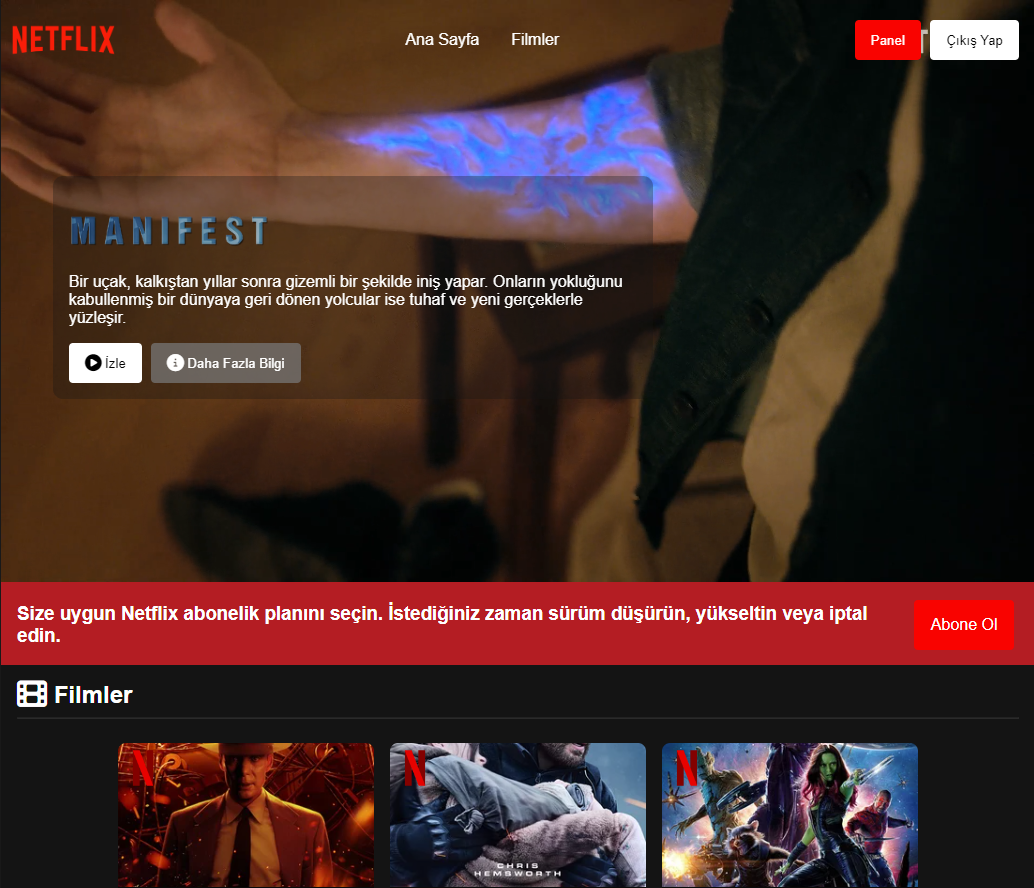 NETFLIX
Ana Sayfa
Filmler
Panel
Çıkış Yap
MANIFEST
Bir uçak, kalkıştan yıllar sonra gizemli bir şekilde iniş yapar. Onların yokluğunu
kabullenmiş bir dünyaya geri dönen yolcular ise tuhaf ve yeni gerçeklerle
yüzleşir.
İzle
Daha Fazla Bilgi
Size uygun Netflix abonelik planını seçin. İstediğiniz zaman sürüm düşürün, yükseltin veya iptal
edin.
Abone Ol
Filmler
N
N
N
CHRIS
HEMSWORTH